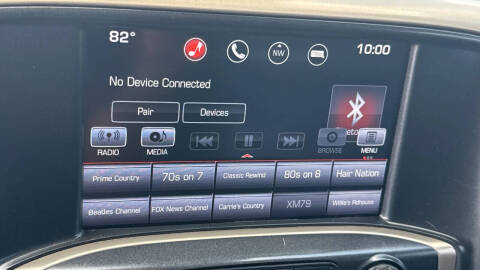 82°
NW
10:00
No Device Connected
Pair
Devices
RADIO
MEDIA
BROWSE
MENU
Prime Country
70s on 7
Classic Rewind
80s on 8
Hair Nation
Beatles Channel
FOX News Channel
Carrie's Country
XM79
Willie's Rdhouse